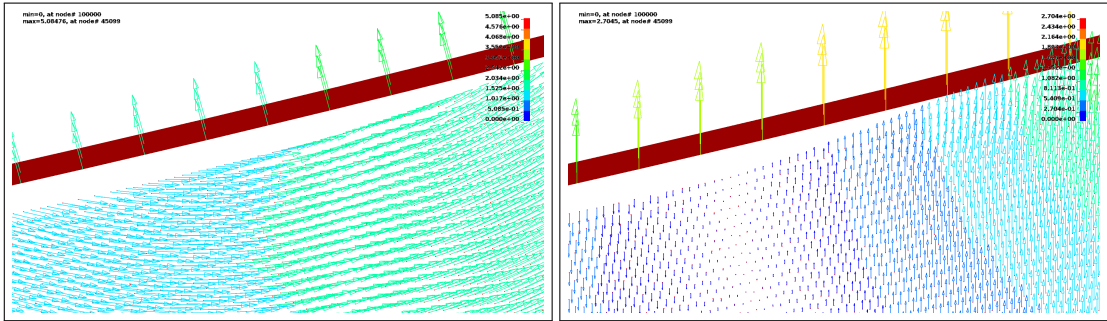 min=0, at node# 100000
max=5.08476, at node# 45099
5.085e+00
4.576e+00
4.068e+00
2.034e+00
1.525e+00
1.017e+00
5.085e-01
0.000e+00
min=0, at node# 100000
max=2.7045, at node# 45099
2.704e+00
2.434e+00
2.164e+00
1.082e+00
8.113e-01
5.409e-01
2.704e-01
0.000e+00